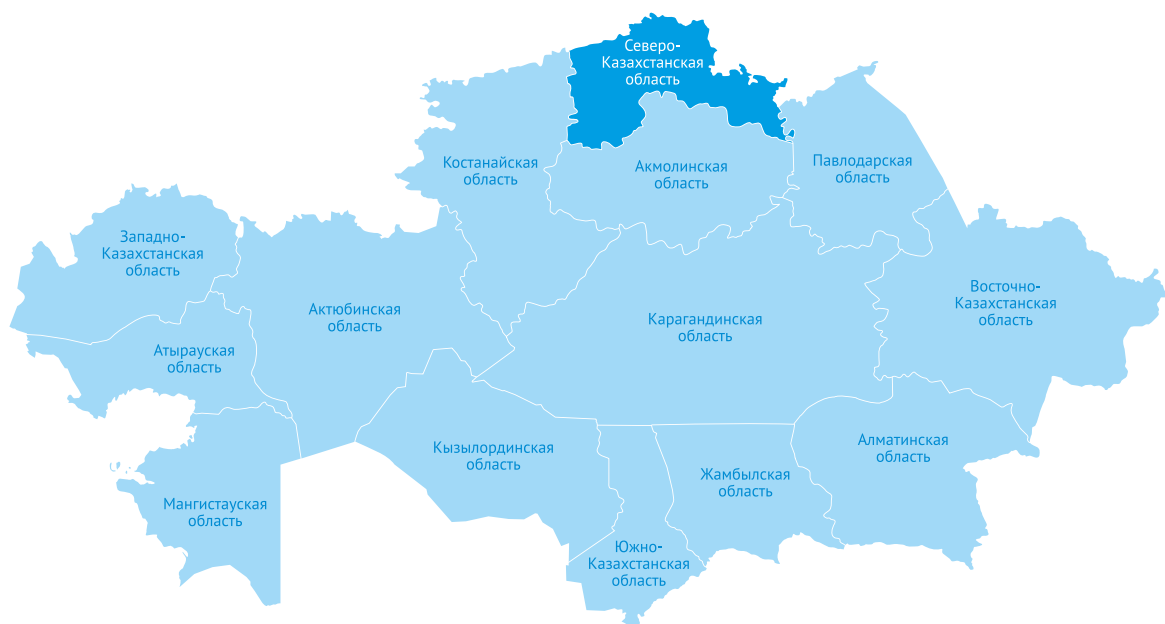 Северо-
Казахстанская
область
Костанайская
область
Акмолинская
область
Павлодарская
область
Западно-
Казахстанская
область
Актюбинская
область
Карагандинская
область
Восточно-
Казахстанская
область
Атырауская
область
Кызылординская
область
Алматинская
область
Жамбылская
область
Мангистауская
область
Южно-
Казахстанская
область